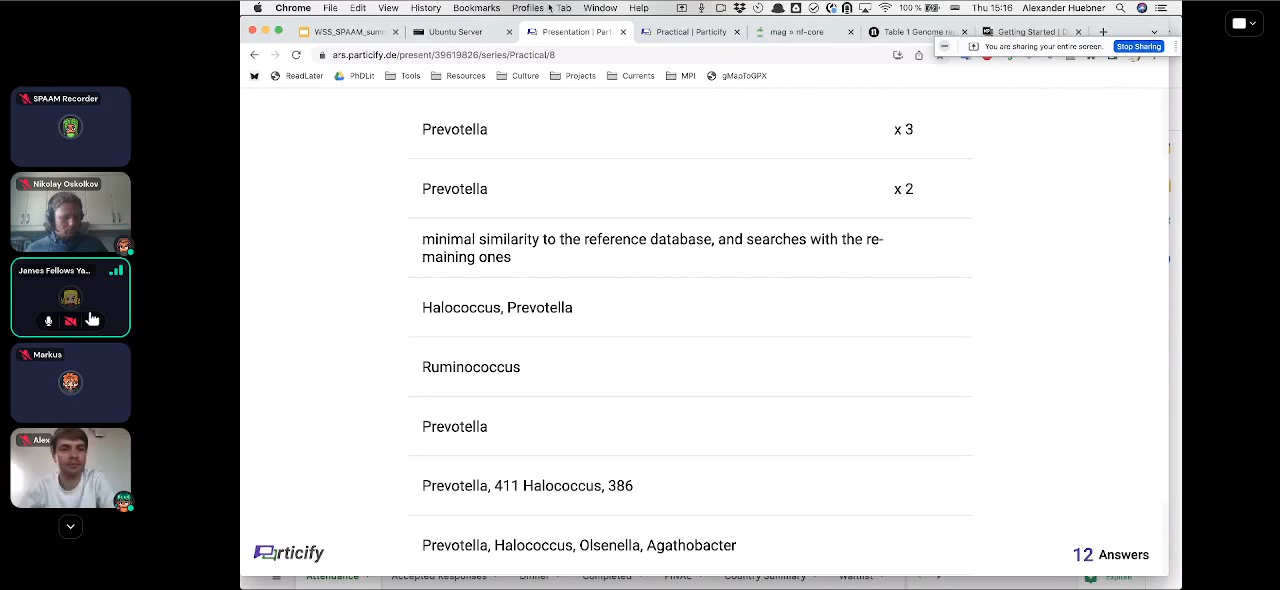 Chrome File Edit View History Bookmarks Profiles Tab Window Help 100 % Thu 15:16 Alexander Huebner
WSS_SPAAM_sum Ubuntu Server Presentation | Part Practical | Particify mag » nf-core Table 1 Genome re Getting Started | D
You are sharing your entire screen. Stop Sharing
ars.particify.de/present/39619826/series/Practical/8
ReadLater PhDLit Tools Resources Culture Projects Currents MPI gMapToGPX
SPAAM Recorder
Nikolay Oskolkov
James Fellows Ya...
Markus
Alex
Prevotella x 3
Prevotella x 2
minimal similarity to the reference database, and searches with the re-
maining ones
Halococcus, Prevotella
Ruminococcus
Prevotella
Prevotella, 411 Halococcus, 386
Prevotella, Halococcus, Olsenella, Agathobacter
Particify 12 Answers
Attendance Accepted Responses Dinner Completed FINAL Country Summary Waitlist Explore